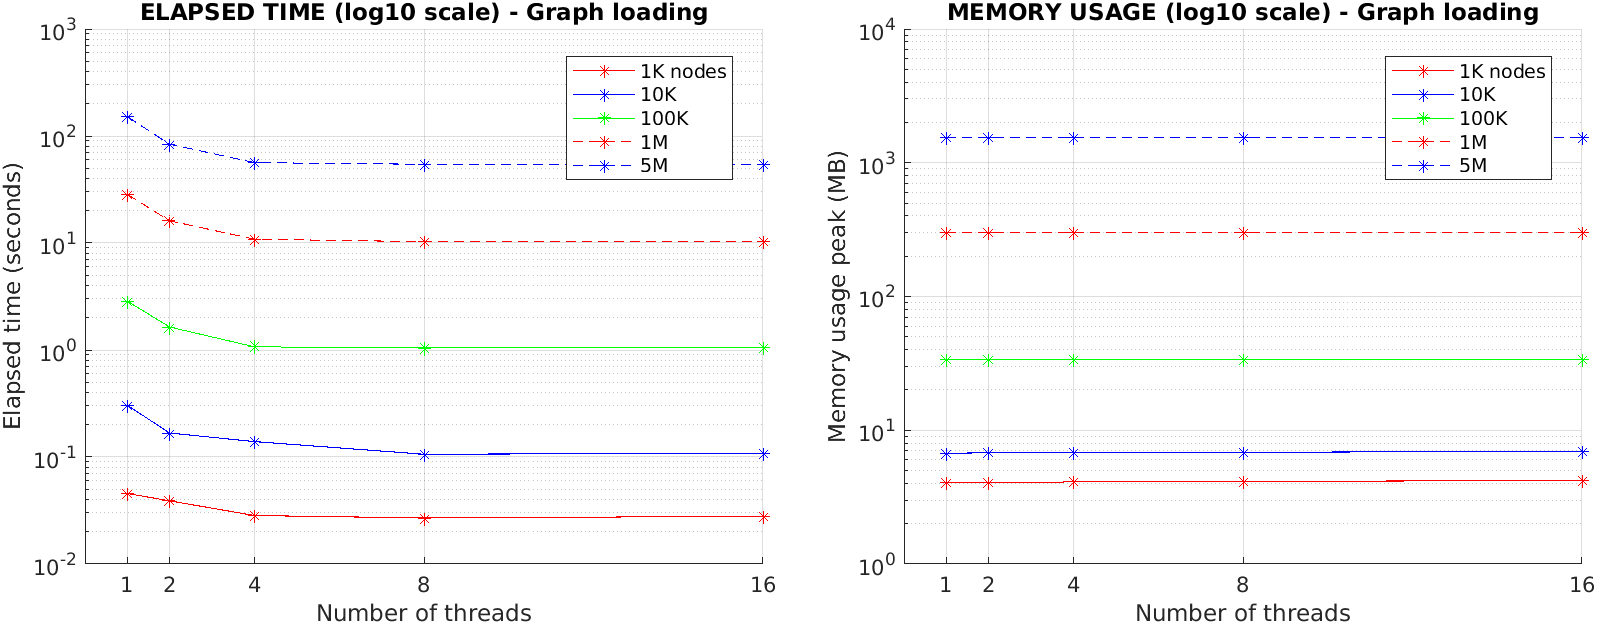 ELAPSED TIME (log10 scale) - Graph loading
Elapsed time (seconds)
10^3
10^2
10^1
10^0
10^-1
10^-2
1 2 4 8 16
Number of threads
1K nodes
10K
100K
1M
5M
MEMORY USAGE (log10 scale) - Graph loading
Memory usage peak (MB)
10^4
10^3
10^2
10^1
10^0
1 2 4 8 16
Number of threads
1K nodes
10K
100K
1M
5M